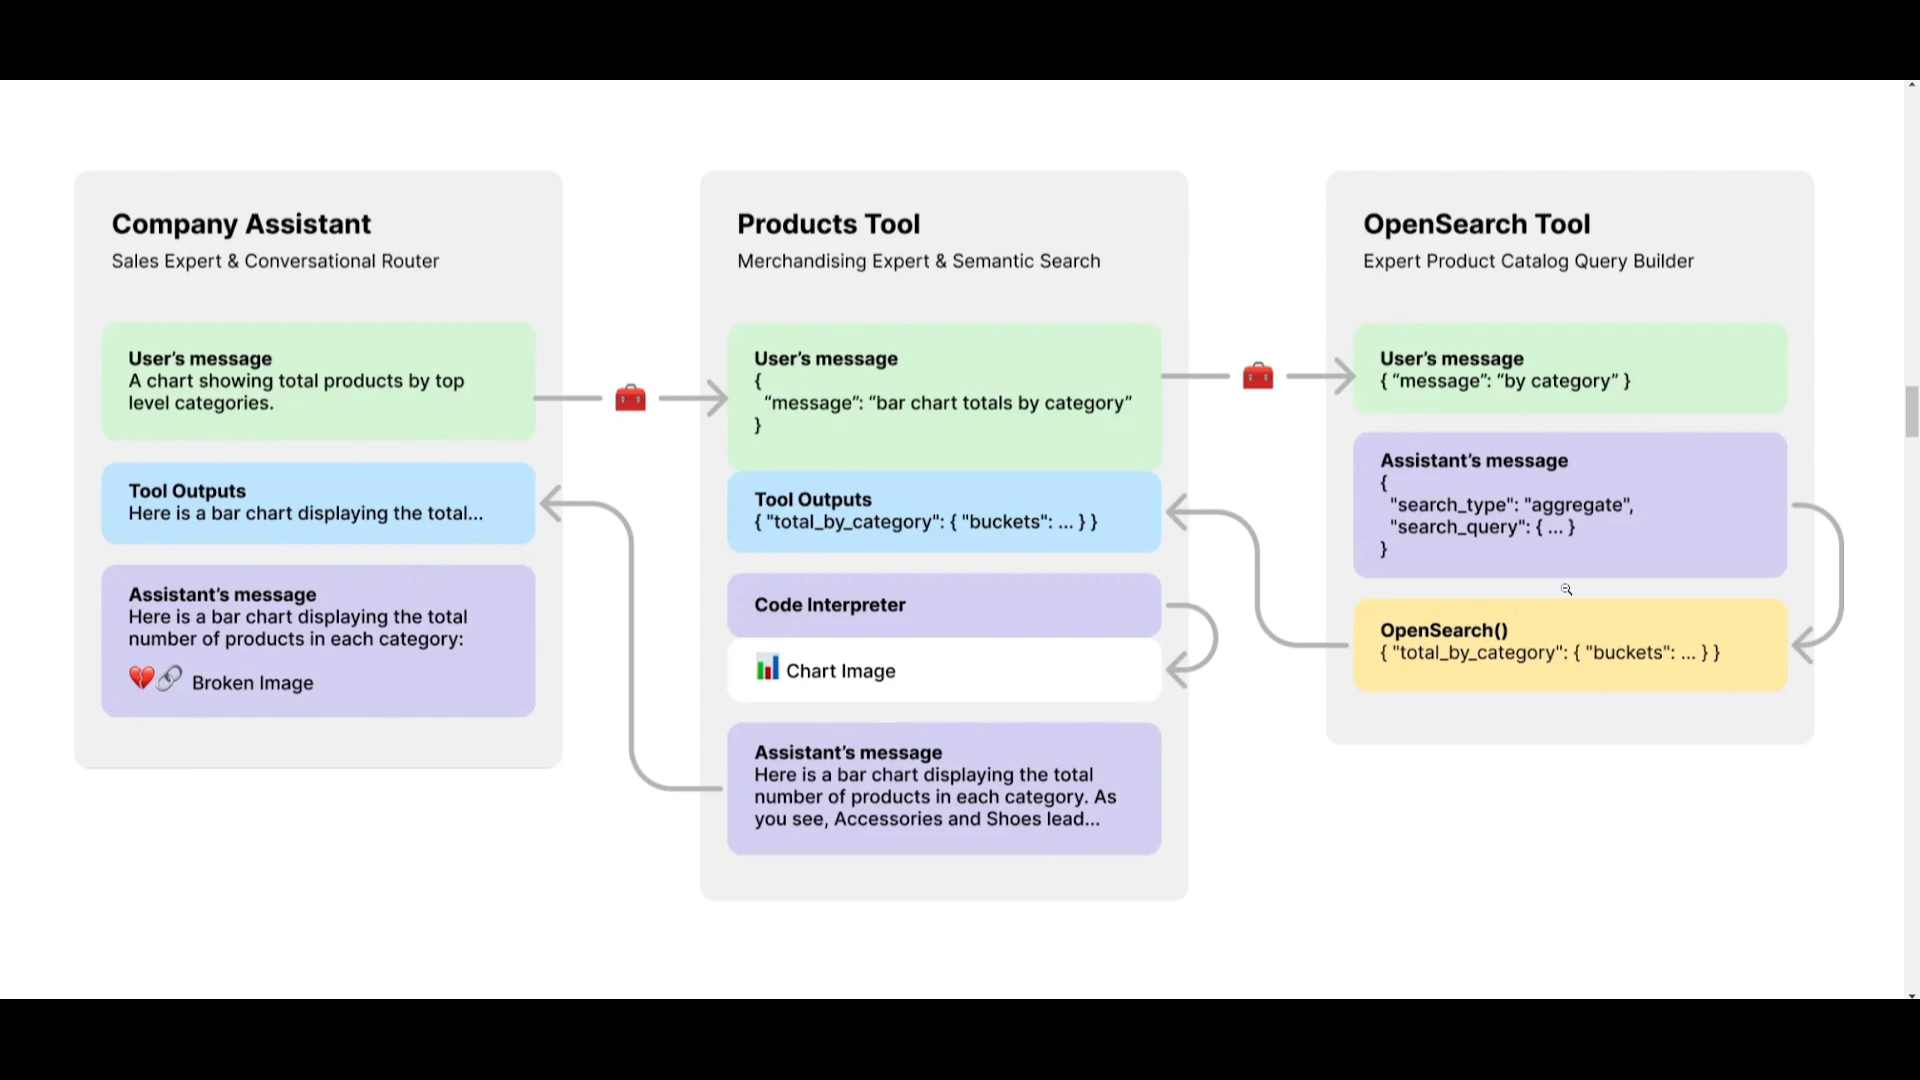 Company Assistant
Sales Expert & Conversational Router
User’s message
A chart showing total products by top
level categories.
Tool Outputs
Here is a bar chart displaying the total...
Assistant’s message
Here is a bar chart displaying the total
number of products in each category:
Broken Image
Products Tool
Merchandising Expert & Semantic Search
User’s message
{
“message”: “bar chart totals by category”
}
Tool Outputs
{ "total_by_category": { "buckets": ... } }
Code Interpreter
Chart Image
Assistant’s message
Here is a bar chart displaying the total
number of products in each category. As
you see, Accessories and Shoes lead...
OpenSearch Tool
Expert Product Catalog Query Builder
User’s message
{ “message”: “by category” }
Assistant’s message
{
"search_type": "aggregate",
"search_query": { ... }
}
OpenSearch()
{ "total_by_category": { "buckets": ... } }